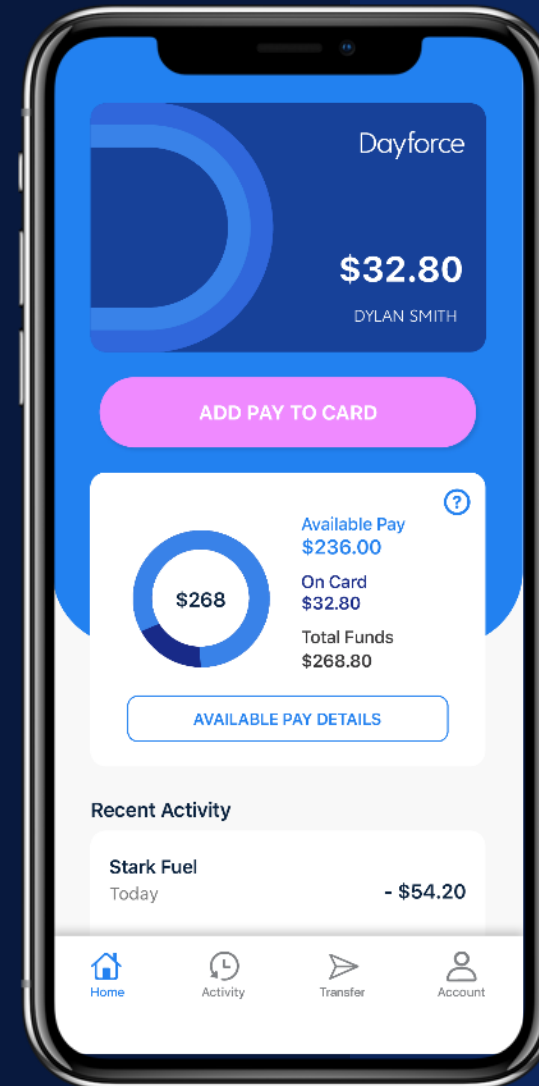 Dayforce
$32.80
DYLAN SMITH
ADD PAY TO CARD
?
Available Pay
$236.00
On Card
$32.80
Total Funds
$268.80
$268
AVAILABLE PAY DETAILS
Recent Activity
Stark Fuel
Today
- $54.20
Home
Activity
Transfer
Account